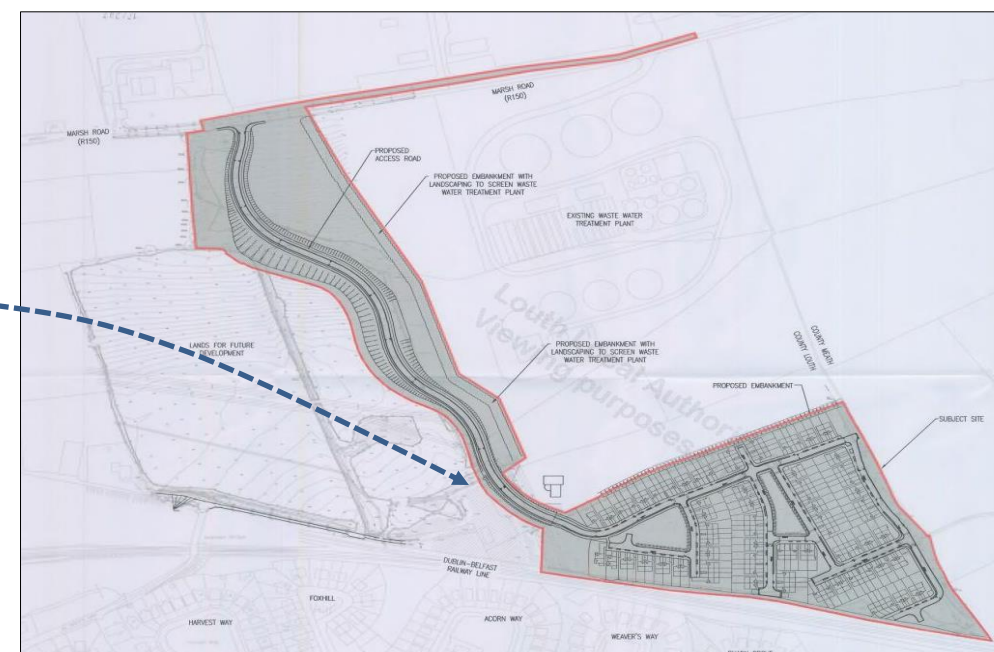 MARSH ROAD
(R150)
MARSH ROAD
(R150)
PROPOSED
ACCESS ROAD
PROPOSED EMBANKMENT WITH
LANDSCAPING TO SCREEN WASTE
WATER TREATMENT PLANT
EXISTING WASTE WATER
TREATMENT PLANT
Louth Local Authority
Viewing purposes
COUNTY MEATH
COUNTY LOUTH
LANDS FOR FUTURE
DEVELOPMENT
PROPOSED EMBANKMENT WITH
LANDSCAPING TO SCREEN WASTE
WATER TREATMENT PLANT
PROPOSED EMBANKMENT
SUBJECT SITE
DUBLIN-BELFAST
RAILWAY LINE
FOXHILL
HARVEST WAY
ACORN WAY
WEAVER'S WAY